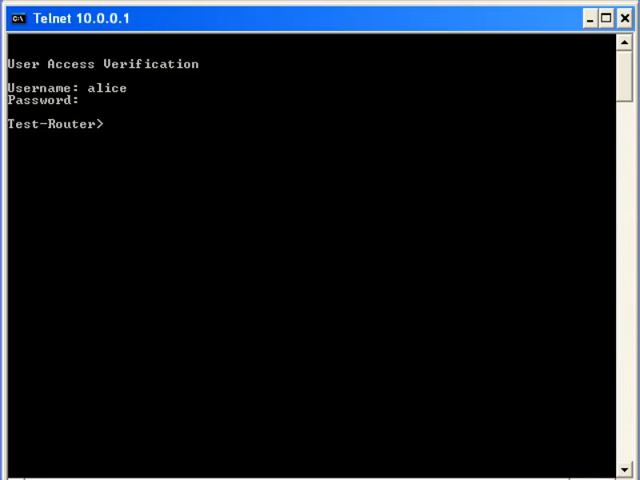 Telnet 10.0.0.1
User Access Verification
Username: alice
Password:
Test-Router>